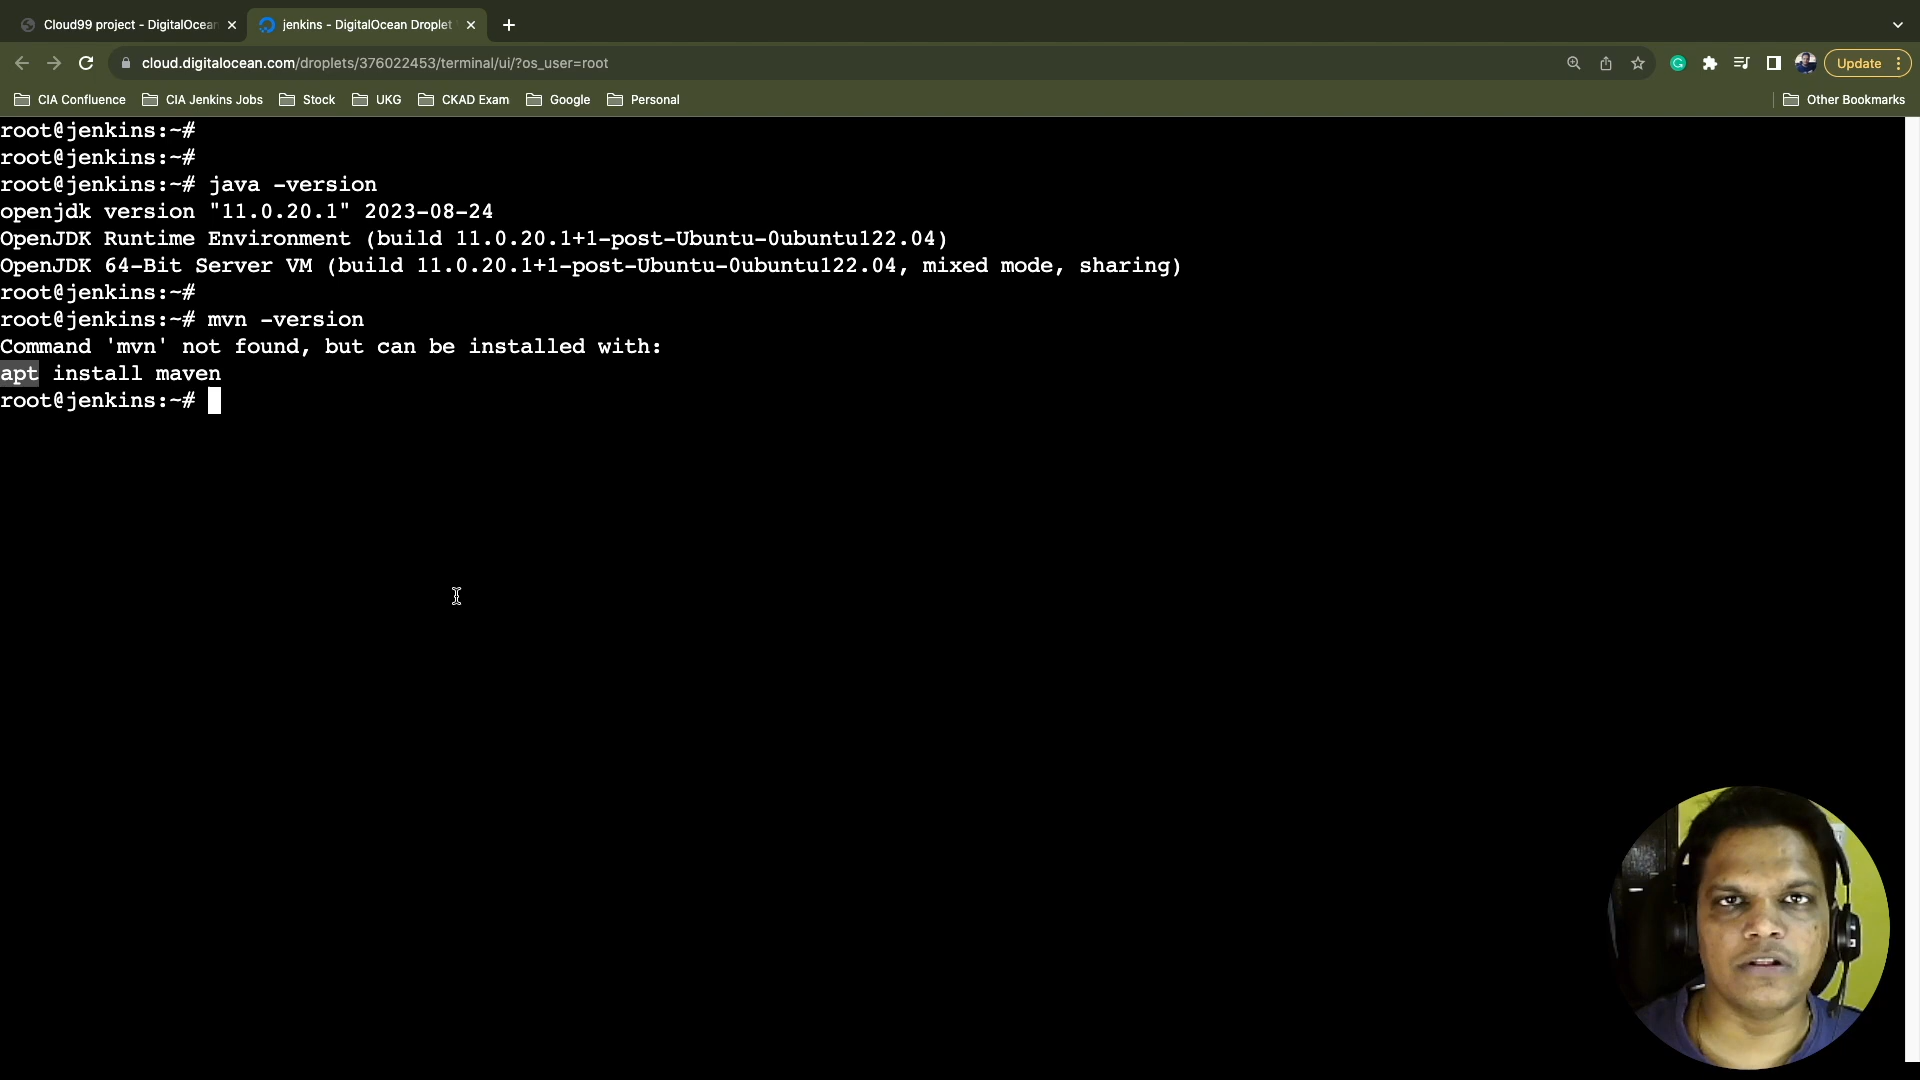 Cloud99 project - DigitalOcean
jenkins - DigitalOcean Droplet
cloud.digitalocean.com/droplets/376022453/terminal/ui/?os_user=root
Update
CIA Confluence
CIA Jenkins Jobs
Stock
UKG
CKAD Exam
Google
Personal
Other Bookmarks
root@jenkins:~#
root@jenkins:~#
root@jenkins:~# java -version
openjdk version "11.0.20.1" 2023-08-24
OpenJDK Runtime Environment (build 11.0.20.1+1-post-Ubuntu-0ubuntu122.04)
OpenJDK 64-Bit Server VM (build 11.0.20.1+1-post-Ubuntu-0ubuntu122.04, mixed mode, sharing)
root@jenkins:~#
root@jenkins:~# mvn -version
Command 'mvn' not found, but can be installed with:
apt install maven
root@jenkins:~#